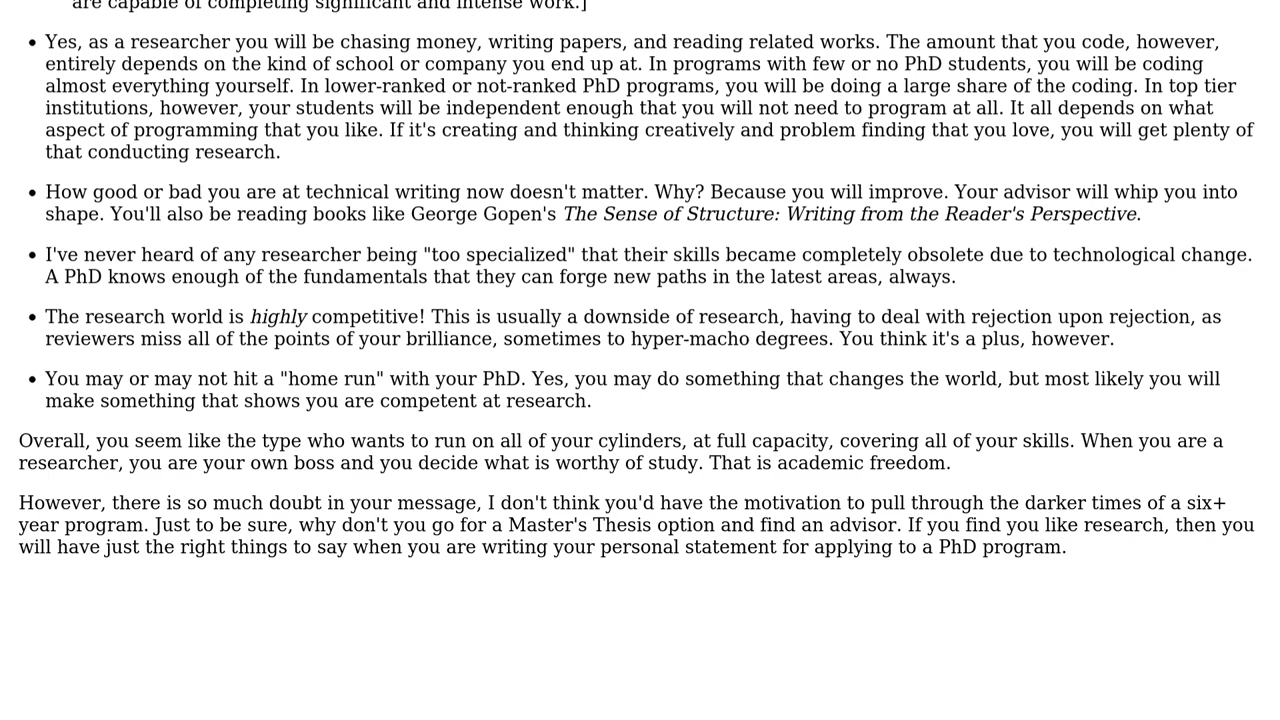 are capable of completing significant and intense work.]
• Yes, as a researcher you will be chasing money, writing papers, and reading related works. The amount that you code, however,
entirely depends on the kind of school or company you end up at. In programs with few or no PhD students, you will be coding
almost everything yourself. In lower-ranked or not-ranked PhD programs, you will be doing a large share of the coding. In top tier
institutions, however, your students will be independent enough that you will not need to program at all. It all depends on what
aspect of programming that you like. If it's creating and thinking creatively and problem finding that you love, you will get plenty of
that conducting research.
• How good or bad you are at technical writing now doesn't matter. Why? Because you will improve. Your advisor will whip you into
shape. You'll also be reading books like George Gopen's The Sense of Structure: Writing from the Reader's Perspective.
• I've never heard of any researcher being "too specialized" that their skills became completely obsolete due to technological change.
A PhD knows enough of the fundamentals that they can forge new paths in the latest areas, always.
• The research world is highly competitive! This is usually a downside of research, having to deal with rejection upon rejection, as
reviewers miss all of the points of your brilliance, sometimes to hyper-macho degrees. You think it's a plus, however.
• You may or may not hit a "home run" with your PhD. Yes, you may do something that changes the world, but most likely you will
make something that shows you are competent at research.
Overall, you seem like the type who wants to run on all of your cylinders, at full capacity, covering all of your skills. When you are a
researcher, you are your own boss and you decide what is worthy of study. That is academic freedom.
However, there is so much doubt in your message, I don't think you'd have the motivation to pull through the darker times of a six+
year program. Just to be sure, why don't you go for a Master's Thesis option and find an advisor. If you find you like research, then you
will have just the right things to say when you are writing your personal statement for applying to a PhD program.